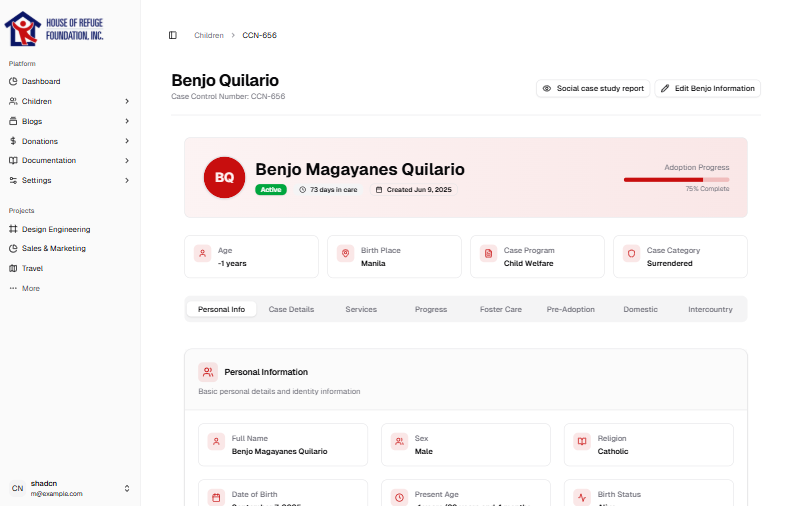 HOUSE OF REFUGE
FOUNDATION, INC.
Platform
Dashboard
Children
Blogs
Donations
Documentation
Settings
Projects
Design Engineering
Sales & Marketing
Travel
More
CN
shadcn
m@example.com
Children > CCN-656
Benjo Quilario
Case Control Number: CCN-656
Social case study report
Edit Benjo Information
BQ
Benjo Magayanes Quilario
Active
73 days in care
Created Jun 9, 2025
Adoption Progress
75% Complete
Age
-1 years
Birth Place
Manila
Case Program
Child Welfare
Case Category
Surrendered
Personal Info
Case Details
Services
Progress
Foster Care
Pre-Adoption
Domestic
Intercountry
Personal Information
Basic personal details and identity information
Full Name
Benjo Magayanes Quilario
Sex
Male
Religion
Catholic
Date of Birth
Present Age
Birth Status